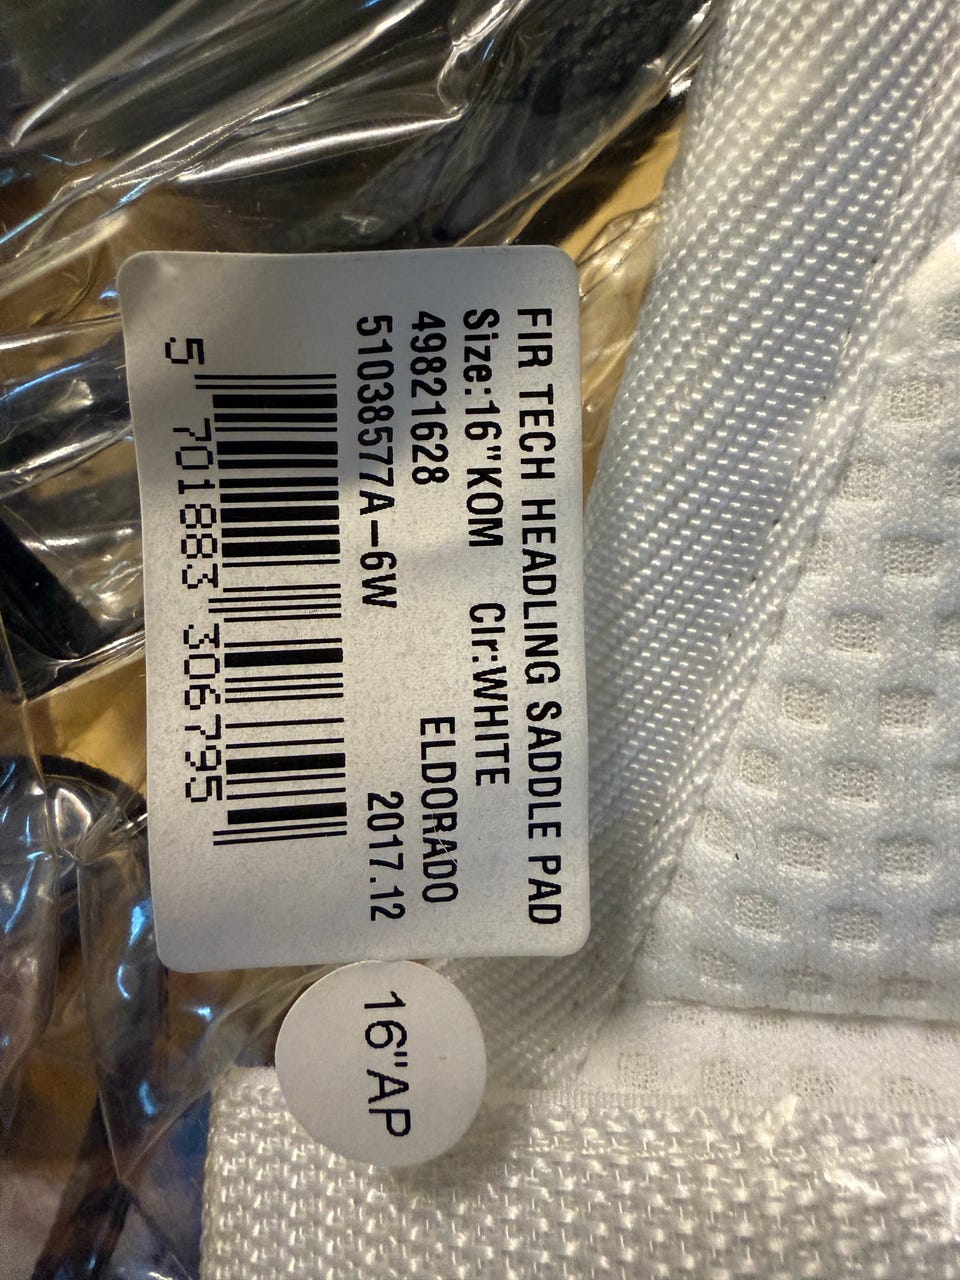 FIR TECH HEADLING SADDLE PAD
Size:16"KOM Clr:WHITE
49821628 ELDORADO
51038577A-6W 2017.12
5 701883 306795
16"AP